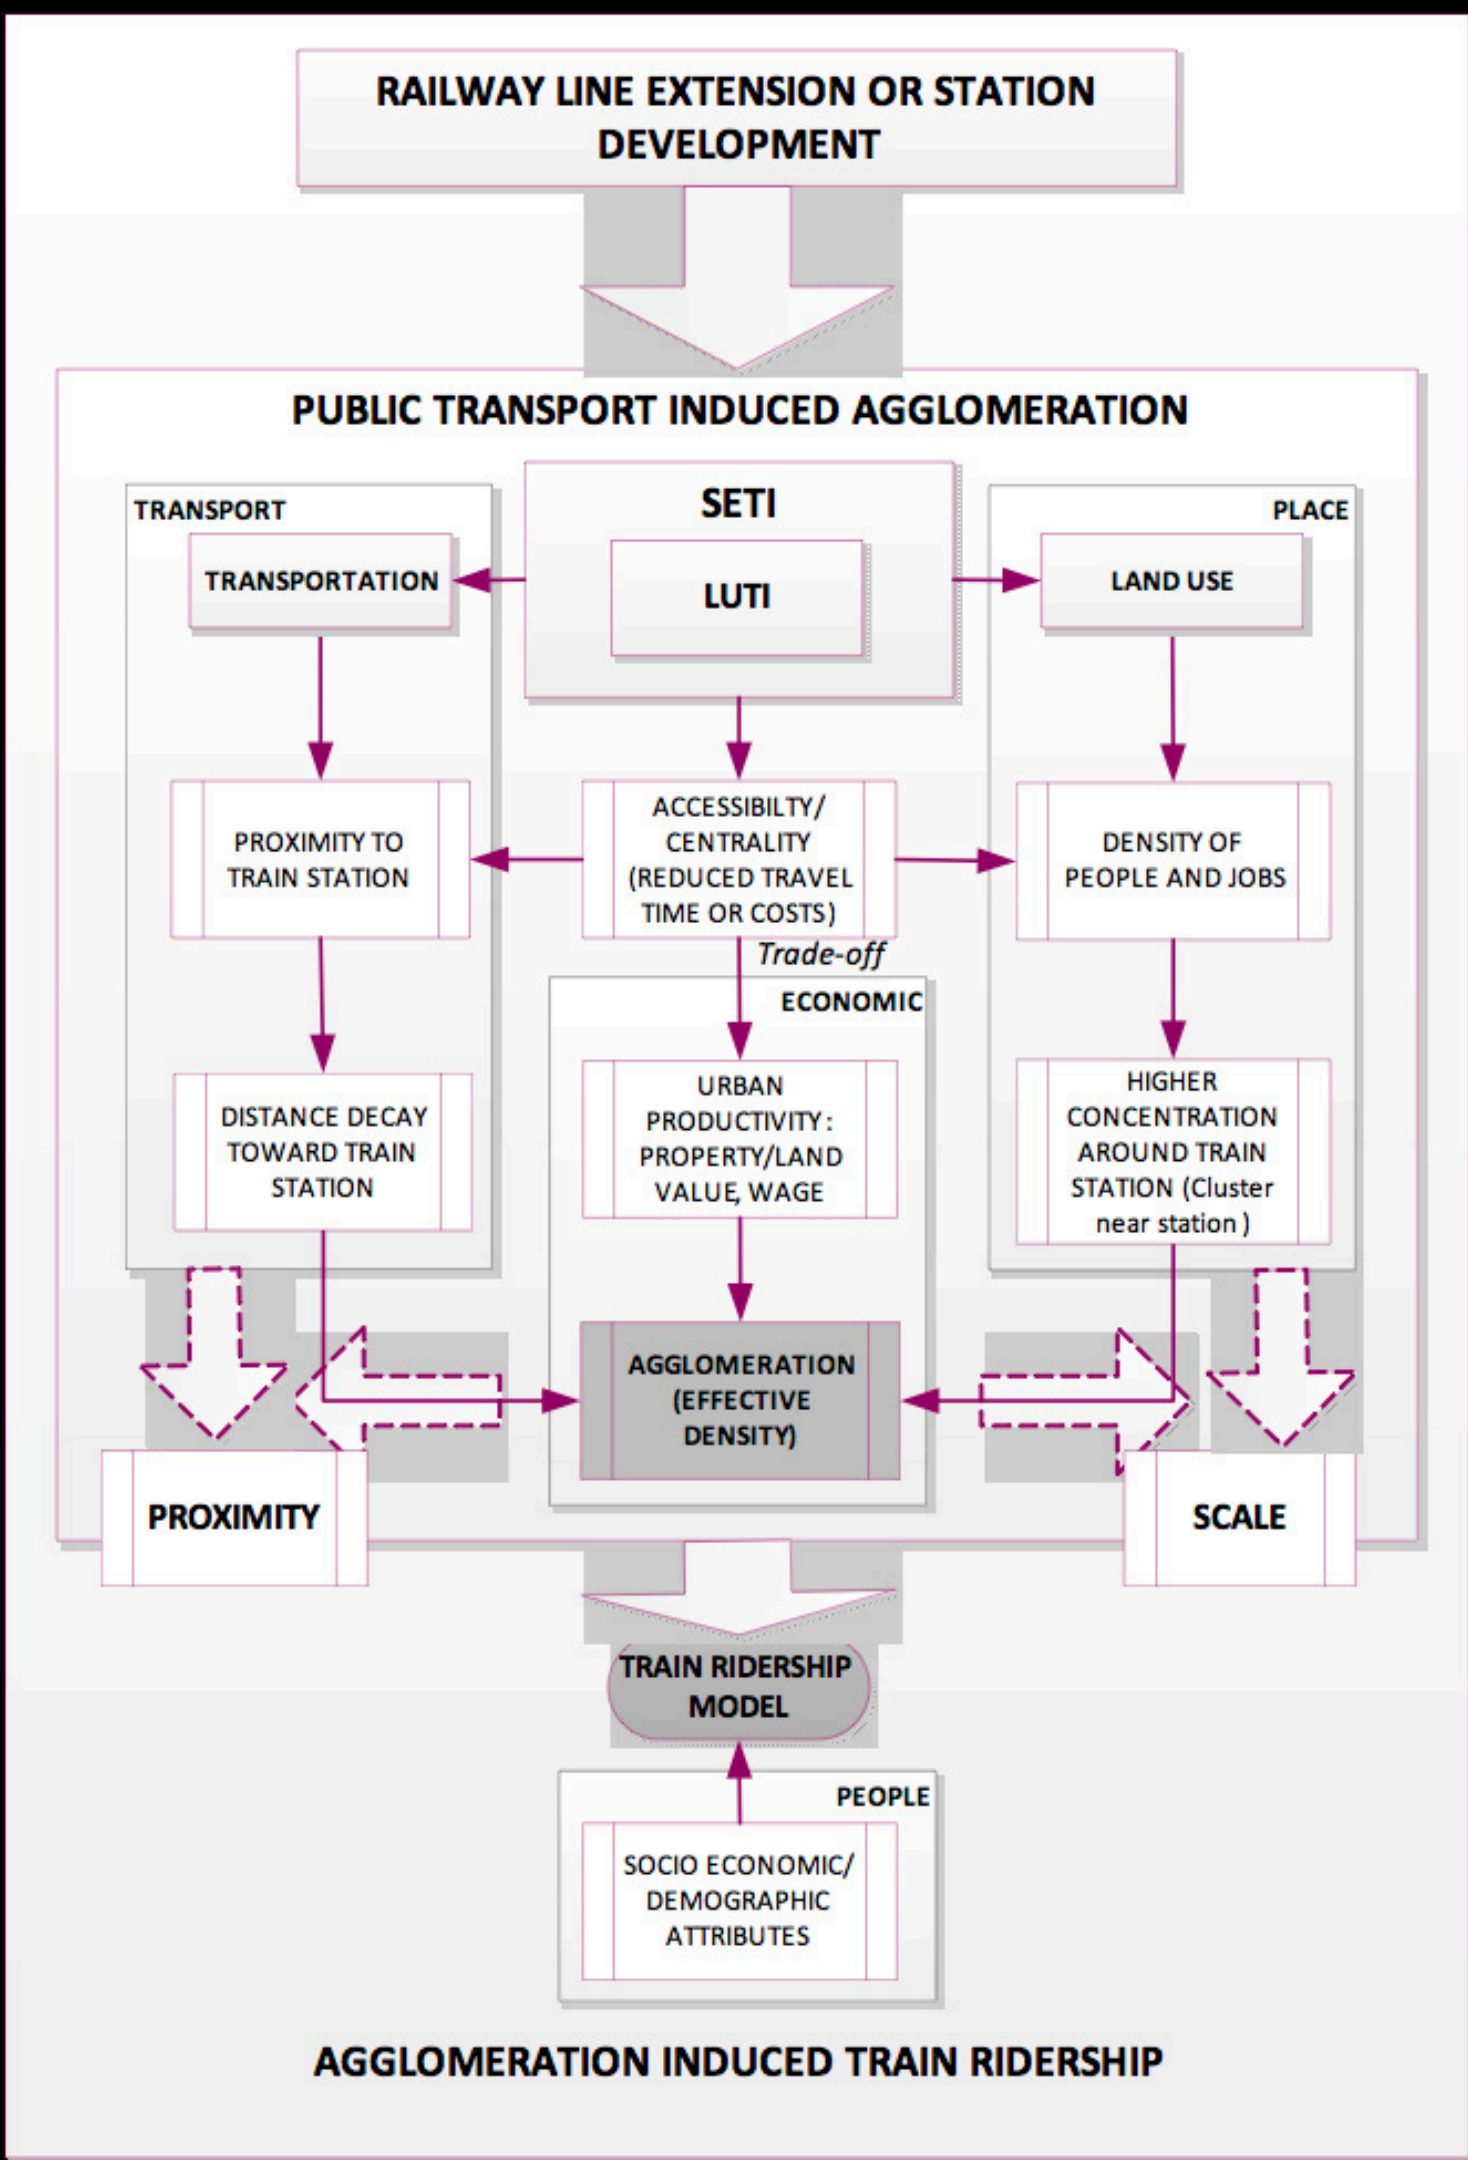 RAILWAY LINE EXTENSION OR STATION
DEVELOPMENT
PUBLIC TRANSPORT INDUCED AGGLOMERATION
TRANSPORT
TRANSPORTATION
SETI
LUTI
PLACE
LAND USE
PROXIMITY TO
TRAIN STATION
ACCESSIBILTY/
CENTRALITY
(REDUCED TRAVEL
TIME OR COSTS)
DENSITY OF
PEOPLE AND JOBS
Trade-off
ECONOMIC
DISTANCE DECAY
TOWARD TRAIN
STATION
URBAN
PRODUCTIVITY:
PROPERTY/LAND
VALUE, WAGE
HIGHER
CONCENTRATION
AROUND TRAIN
STATION (Cluster
near station )
AGGLOMERATION
(EFFECTIVE
DENSITY)
PROXIMITY
SCALE
TRAIN RIDERSHIP
MODEL
PEOPLE
SOCIO ECONOMIC/
DEMOGRAPHIC
ATTRIBUTES
AGGLOMERATION INDUCED TRAIN RIDERSHIP